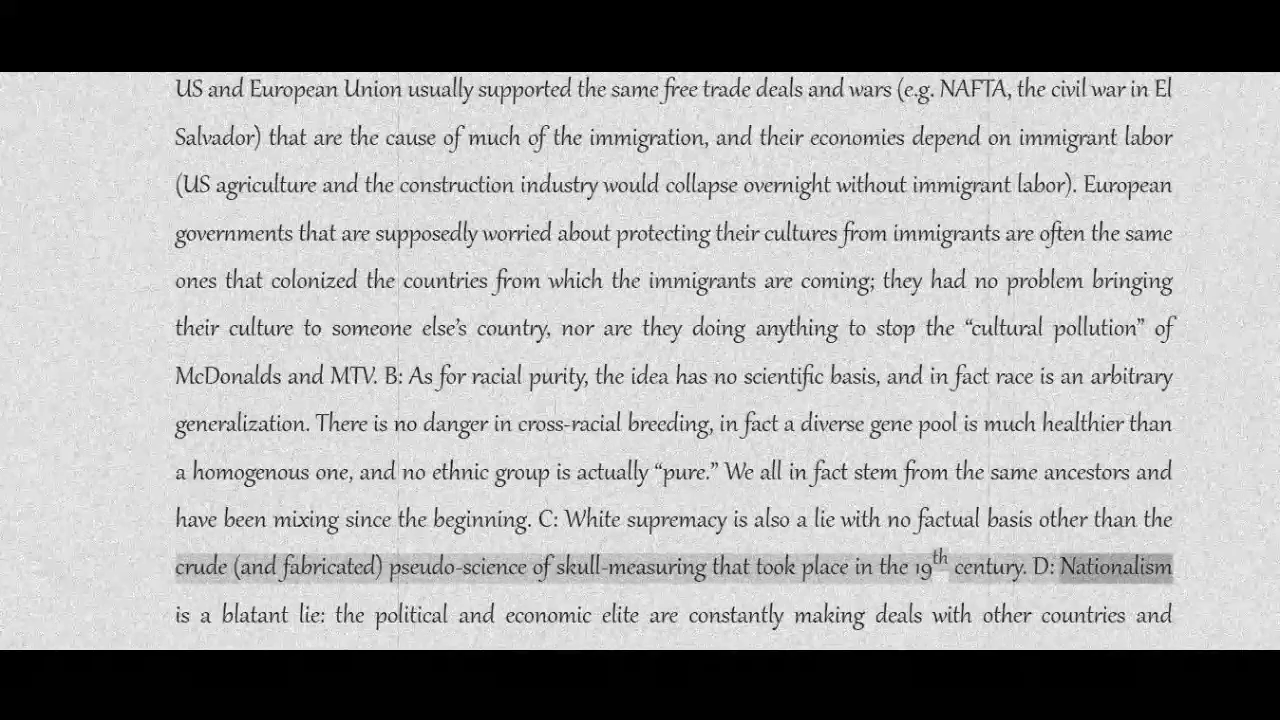 US and European Union usually supported the same free trade deals and wars (e.g. NAFTA, the civil war in El
Salvador) that are the cause of much of the immigration, and their economies depend on immigrant labor
(US agriculture and the construction industry would collapse overnight without immigrant labor). European
governments that are supposedly worried about protecting their cultures from immigrants are often the same
ones that colonized the countries from which the immigrants are coming; they had no problem bringing
their culture to someone else’s country, nor are they doing anything to stop the “cultural pollution” of
McDonalds and MTV. B: As for racial purity, the idea has no scientific basis, and in fact race is an arbitrary
generalization. There is no danger in cross-racial breeding, in fact a diverse gene pool is much healthier than
a homogenous one, and no ethnic group is actually “pure.” We all in fact stem from the same ancestors and
have been mixing since the beginning. C: White supremacy is also a lie with no factual basis other than the
crude (and fabricated) pseudo-science of skull-measuring that took place in the 19th century. D: Nationalism
is a blatant lie: the political and economic elite are constantly making deals with other countries and